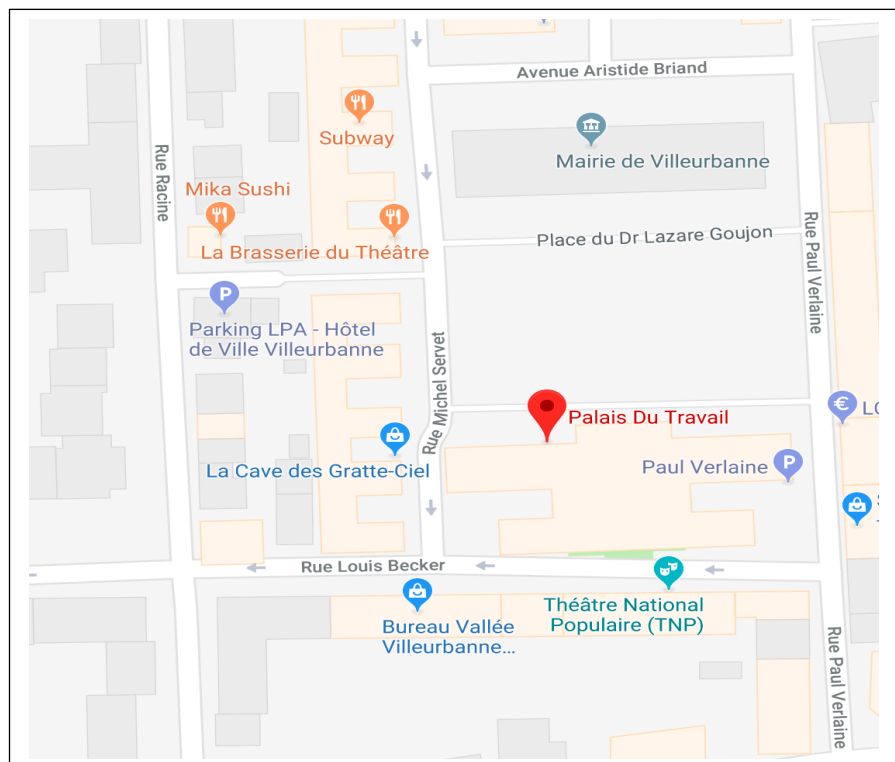 Avenue Aristide Briand
Subway
Mairie de Villeurbanne
Rue Racine
Mika Sushi
La Brasserie du Théâtre
Place du Dr Lazare Goujon
Rue Paul Verlaine
Parking LPA - Hôtel
de Ville Villeurbanne
Rue Michel Servet
Palais Du Travail
La Cave des Gratte-Ciel
Paul Verlaine
Rue Louis Becker
Bureau Vallée
Villeurbanne...
Théâtre National
Populaire (TNP)
Rue Paul Verlaine